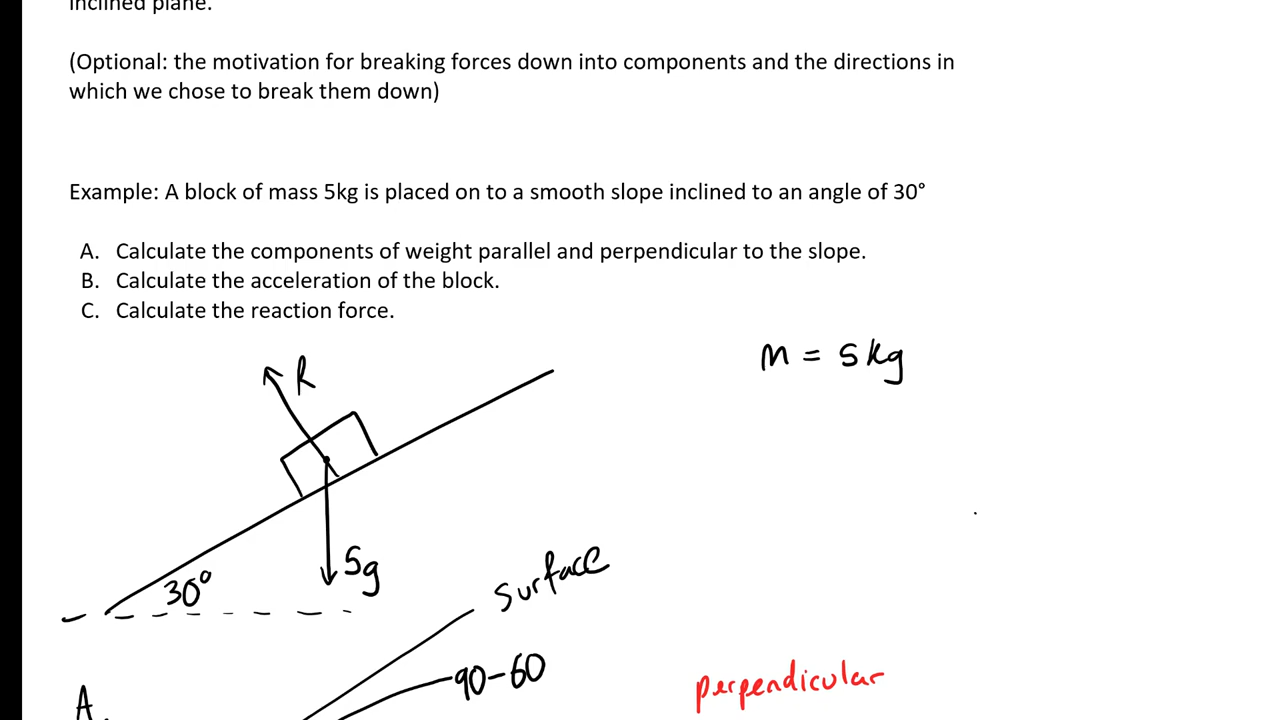 inclined plane.
(Optional: the motivation for breaking forces down into components and the directions in
which we chose to break them down)
Example: A block of mass 5kg is placed on to a smooth slope inclined to an angle of 30°
A. Calculate the components of weight parallel and perpendicular to the slope.
B. Calculate the acceleration of the block.
C. Calculate the reaction force.
m = 5kg
R
5g
30°
surface
90-60
perpendicular
A.